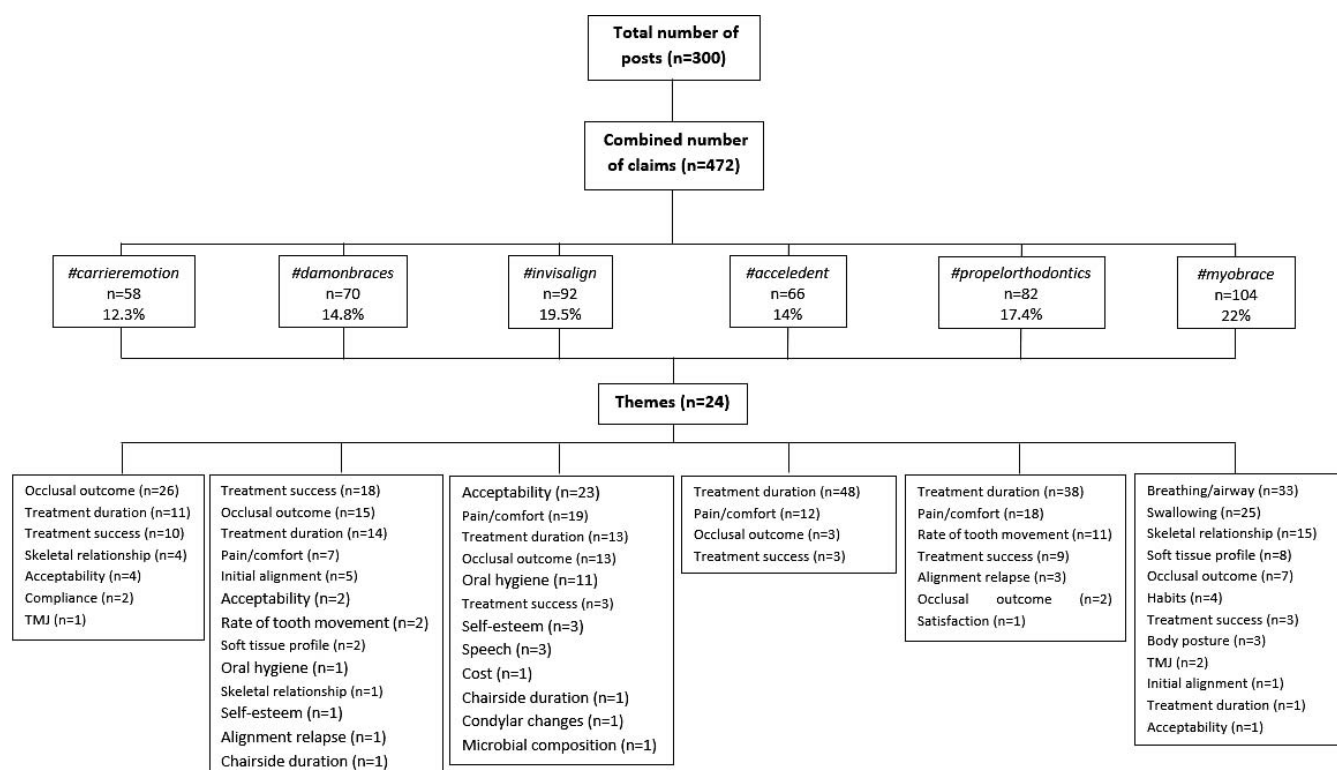 Total number of
posts (n=300)
Combined number
of claims (n=472)
#carrieremotion
n=58
12.3%
#damonbraces
n=70
14.8%
#invisalign
n=92
19.5%
#acceledent
n=66
14%
#propelorthodontics
n=82
17.4%
#myobrace
n=104
22%
Themes (n=24)
Occlusal outcome (n=26)
Treatment duration (n=11)
Treatment success (n=10)
Skeletal relationship (n=4)
Acceptability (n=4)
Compliance (n=2)
TMJ (n=1)
Treatment success (n=18)
Occlusal outcome (n=15)
Treatment duration (n=14)
Pain/comfort (n=7)
Initial alignment (n=5)
Acceptability (n=2)
Rate of tooth movement (n=2)
Soft tissue profile (n=2)
Oral hygiene (n=1)
Skeletal relationship (n=1)
Self-esteem (n=1)
Alignment relapse (n=1)
Chairside duration (n=1)
Acceptability (n=23)
Pain/comfort (n=19)
Treatment duration (n=13)
Occlusal outcome (n=13)
Oral hygiene (n=11)
Treatment success (n=3)
Self-esteem (n=3)
Speech (n=3)
Cost (n=1)
Chairside duration (n=1)
Condylar changes (n=1)
Microbial composition (n=1)
Treatment duration (n=48)
Pain/comfort (n=12)
Occlusal outcome (n=3)
Treatment success (n=3)
Treatment duration (n=38)
Pain/comfort (n=18)
Rate of tooth movement (n=11)
Treatment success (n=9)
Alignment relapse (n=3)
Occlusal outcome (n=2)
Satisfaction (n=1)
Breathing/airway (n=33)
Swallowing (n=25)
Skeletal relationship (n=15)
Soft tissue profile (n=8)
Occlusal outcome (n=7)
Habits (n=4)
Treatment success (n=3)
Body posture (n=3)
TMJ (n=2)
Initial alignment (n=1)
Treatment duration (n=1)
Acceptability (n=1)